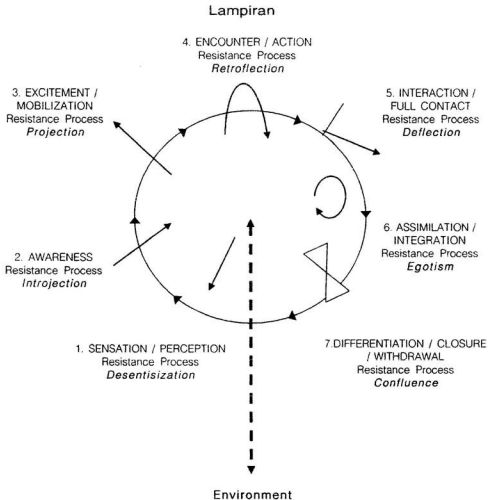 Lampiran
4. ENCOUNTER / ACTION
Resistance Process
Retroflection
3. EXCITEMENT /
MOBILIZATION
Resistance Process
Projection
5. INTERACTION /
FULL CONTACT
Resistance Process
Deflection
2. AWARENESS
Resistance Process
Introjection
6. ASSIMILATION /
INTEGRATION
Resistance Process
Egotism
1. SENSATION / PERCEPTION
Resistance Process
Desentisization
7.DIFFERENTIATION / CLOSURE
/ WITHDRAWAL
Resistance Process
Confluence
Environment